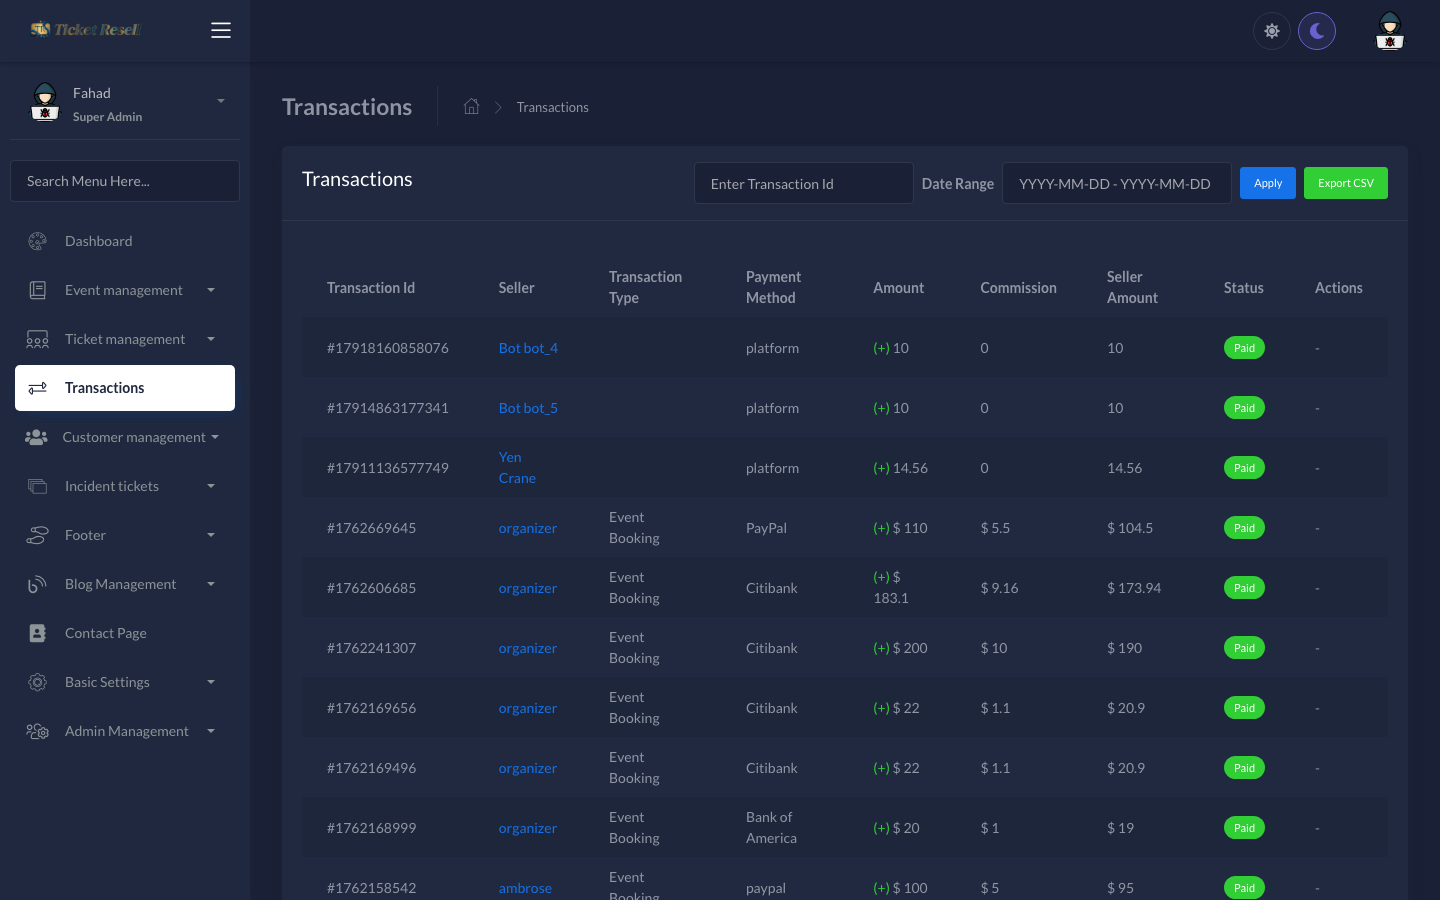 Ticket Resell
Fahad
Super Admin
Search Menu Here...
Dashboard
Event management
Ticket management
Transactions
Customer management
Incident tickets
Footer
Blog Management
Contact Page
Basic Settings
Admin Management
Transactions
Transactions
Transactions
Enter Transaction Id
Date Range
YYYY-MM-DD - YYYY-MM-DD
Apply
Export CSV
Transaction Id Seller Transaction Type Payment Method Amount Commission Seller Amount Status Actions
#17918160858076 Bot bot_4 platform (+) 10 0 10 Paid -
#17914863177341 Bot bot_5 platform (+) 10 0 10 Paid -
#17911136577749 Yen Crane platform (+) 14.56 0 14.56 Paid -
#1762669645 organizer Event Booking PayPal (+) $ 110 $ 5.5 $ 104.5 Paid -
#1762606685 organizer Event Booking Citibank (+) $ 183.1 $ 9.16 $ 173.94 Paid -
#1762241307 organizer Event Booking Citibank (+) $ 200 $ 10 $ 190 Paid -
#1762169656 organizer Event Booking Citibank (+) $ 22 $ 1.1 $ 20.9 Paid -
#1762169496 organizer Event Booking Citibank (+) $ 22 $ 1.1 $ 20.9 Paid -
#1762168999 organizer Event Booking Bank of America (+) $ 20 $ 1 $ 19 Paid -
#1762158542 ambrose Event Booking paypal (+) $ 100 $ 5 $ 95 Paid -